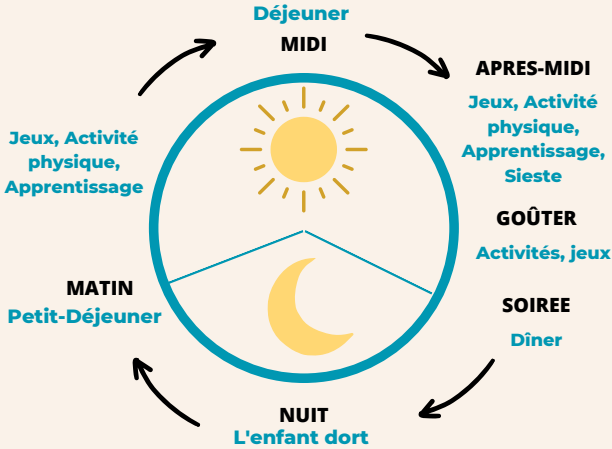 Déjeuner
MIDI
APRES-MIDI
Jeux, Activité
physique,
Apprentissage,
Sieste
GOÛTER
Activités, jeux
SOIREE
Dîner
NUIT
L'enfant dort
MATIN
Petit-Déjeuner
Jeux, Activité
physique,
Apprentissage